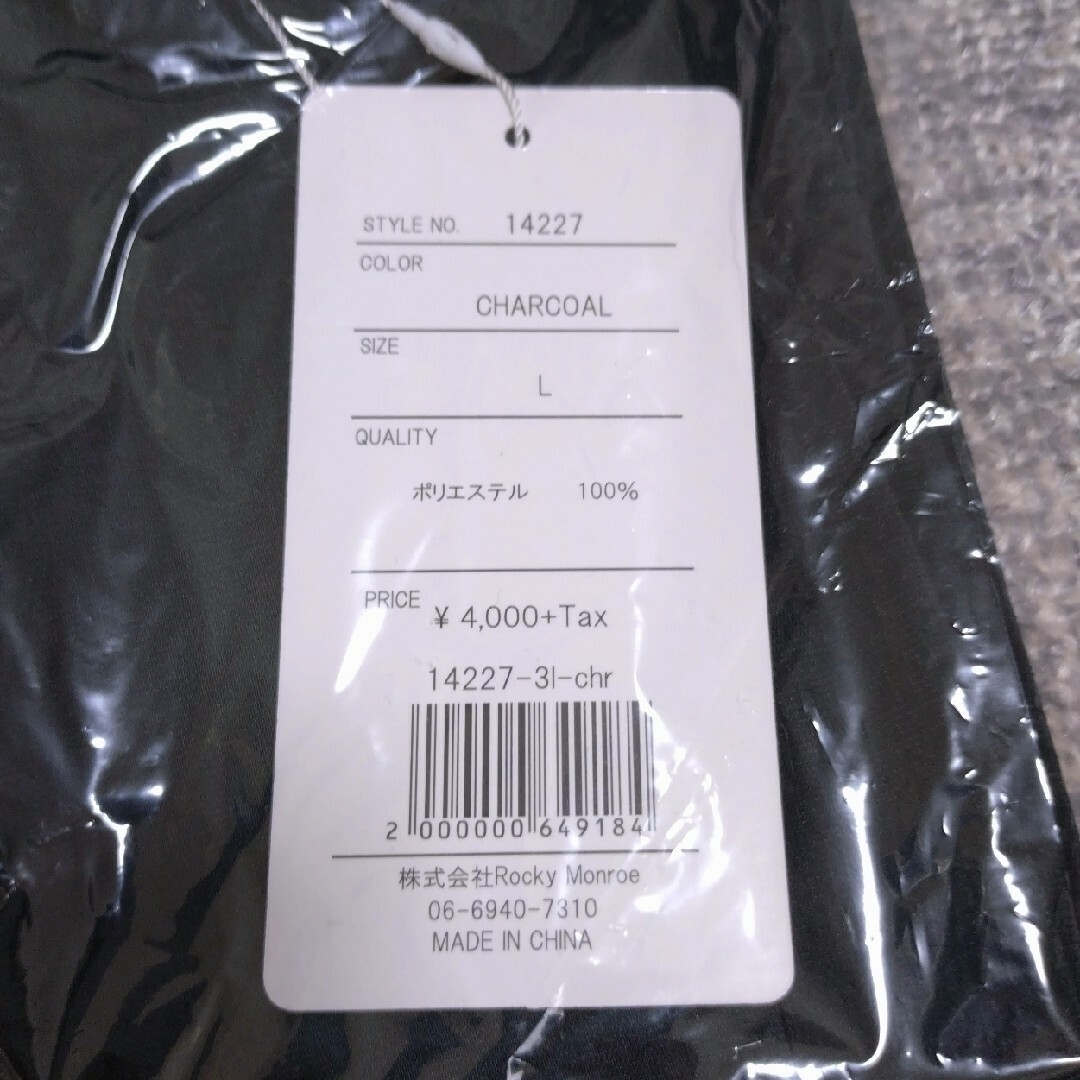 STYLE NO. 14227
COLOR
CHARCOAL
SIZE
L
QUALITY
ポリエステル 100%
PRICE ¥ 4,000+Tax
14227-3l-chr
2 000000 649184
株式会社Rocky Monroe
06-6940-7310
MADE IN CHINA